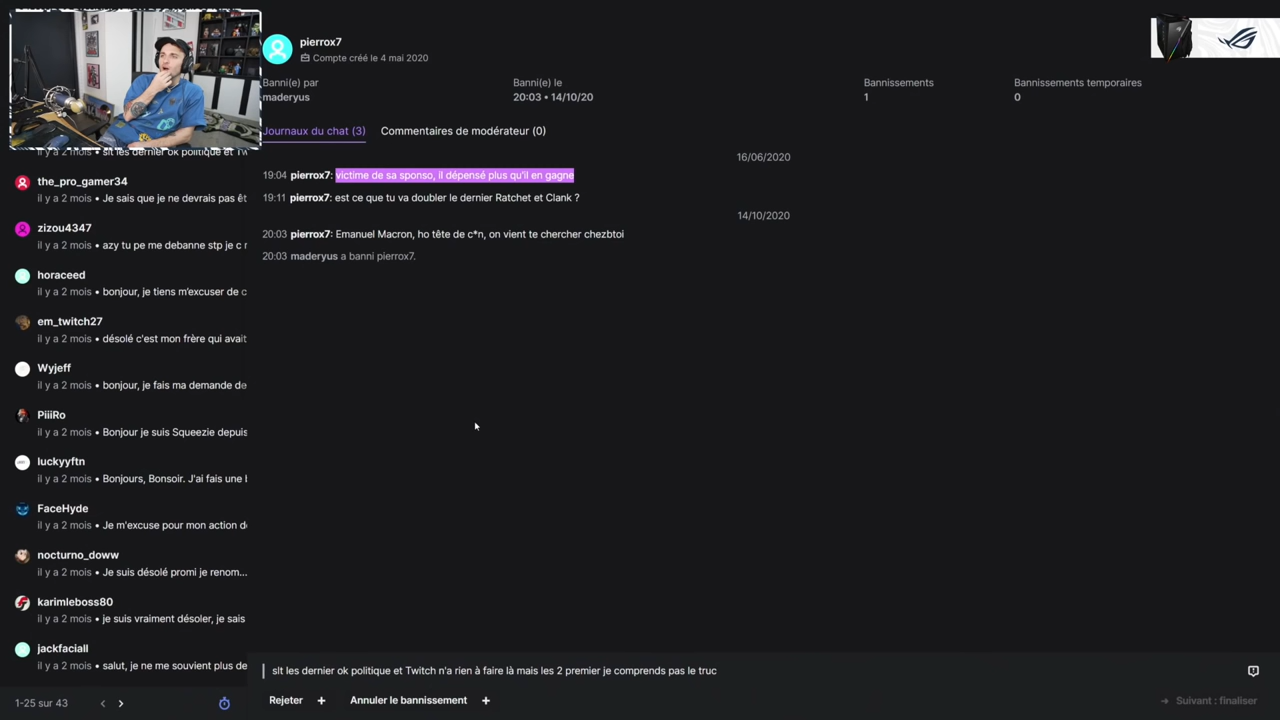 pierrox7
Compte créé le 4 mai 2020
Banni(e) par
maderyus
Banni(e) le
20:03 • 14/10/20
Bannissements
1
Bannissements temporaires
0
Journaux du chat (3)
Commentaires de modérateur (0)
16/06/2020
19:04 pierrox7: victime de sa sponso, il dépensé plus qu'il en gagne
19:11 pierrox7: est ce que tu va doubler le dernier Ratchet et Clank ?
14/10/2020
20:03 pierrox7: Emanuel Macron, ho tête de c*n, on vient te chercher chezbtoi
20:03 maderyus a banni pierrox7.
il y a 2 mois • slt les dernier ok politique et Tw
the_pro_gamer34
il y a 2 mois • Je sais que je ne devrais pas êt
zizou4347
il y a 2 mois • azy tu pe me debanne stp je c r
horaceed
il y a 2 mois • bonjour, je tiens m'excuser de c
em_twitch27
il y a 2 mois • désolé c'est mon frère qui avait
Wyjeff
il y a 2 mois • bonjour, je fais ma demande de
PiiiRo
il y a 2 mois • Bonjour je suis Squeezie depuis
luckyyftn
il y a 2 mois • Bonjours, Bonsoir. J'ai fais une
FaceHyde
il y a 2 mois • Je m'excuse pour mon action de
nocturno_doww
il y a 2 mois • Je suis désolé promi je renom...
karimleboss80
il y a 2 mois • je suis vraiment désoler, je sais
jackfaciall
il y a 2 mois • salut, je ne me souvient plus de
1-25 sur 43
slt les dernier ok politique et Twitch n'a rien à faire là mais les 2 premier je comprends pas le truc
Rejeter +
Annuler le bannissement +
Suivant : finaliser